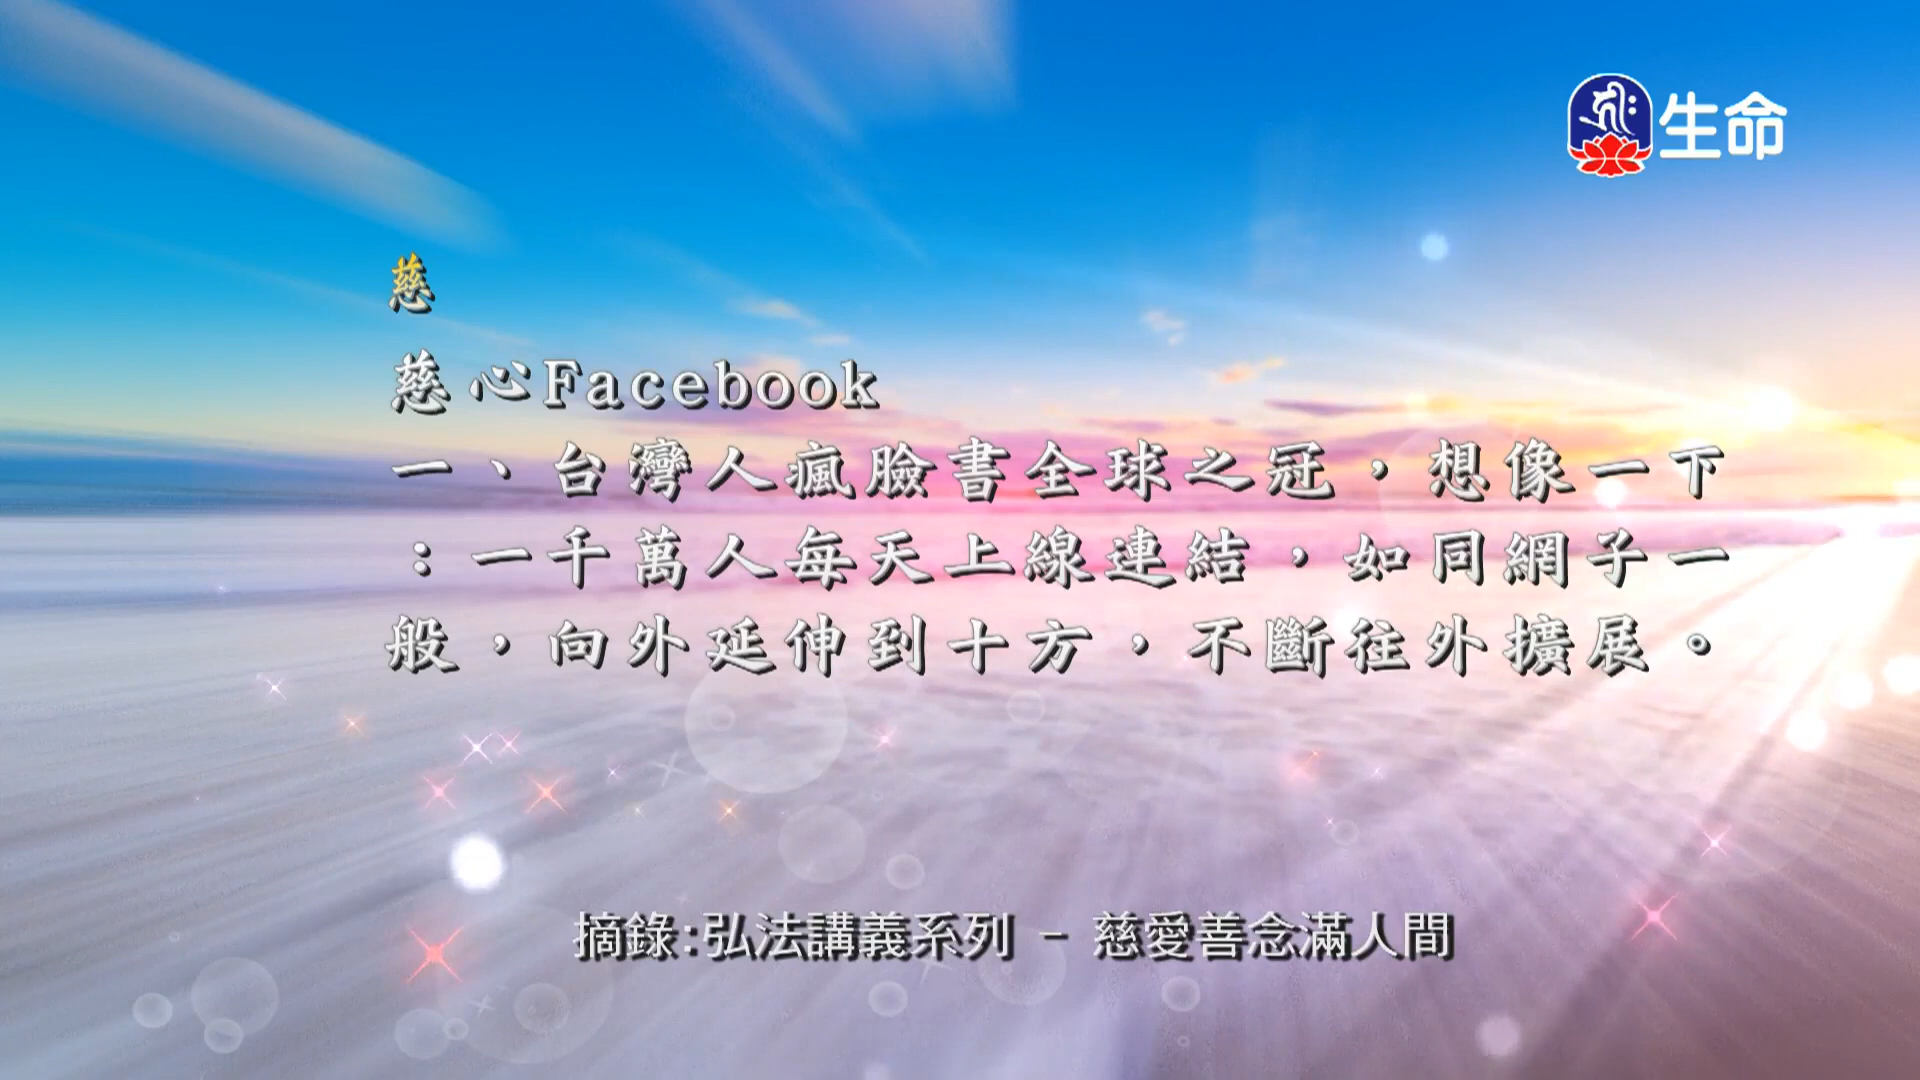 生命
慈
慈心Facebook
一、台灣人瘋臉書全球之冠，想像一下
：一千萬人每天上線連結，如同網子一
般，向外延伸到十方，不斷往外擴展。
摘錄:弘法講義系列 - 慈愛善念滿人間